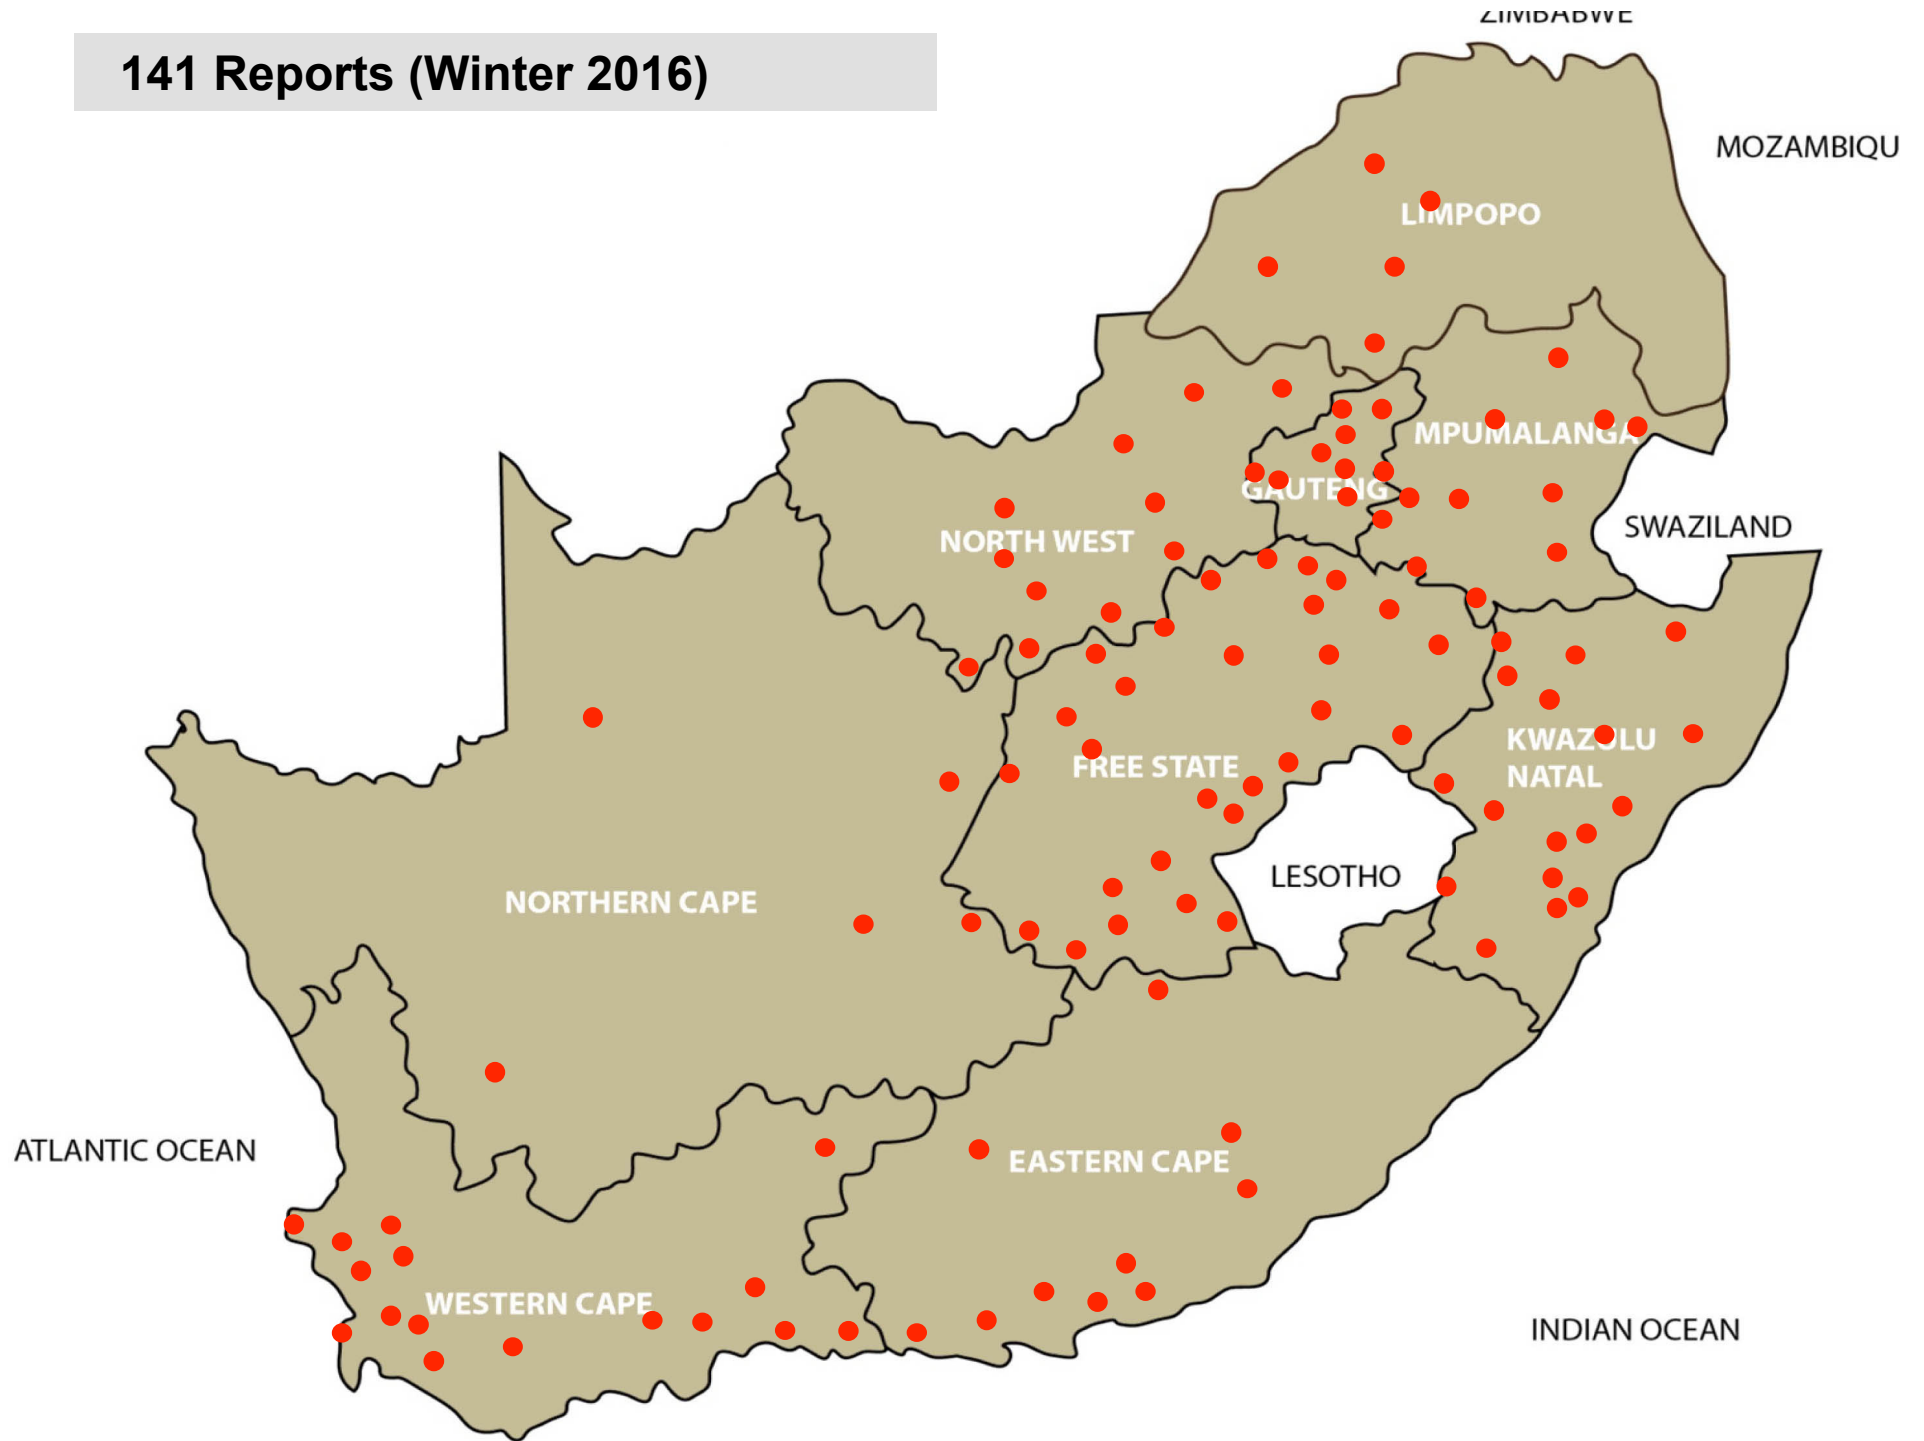 ZIMBABWE
141 Reports (Winter 2016)
MOZAMBIQU
LIMPOPO
MPUMALANGA
GAUTENG
SWAZILAND
NORTH WEST
KWAZULU
NATAL
FREE STATE
LESOTHO
NORTHERN CAPE
ATLANTIC OCEAN
EASTERN CAPE
WESTERN CAPE
INDIAN OCEAN